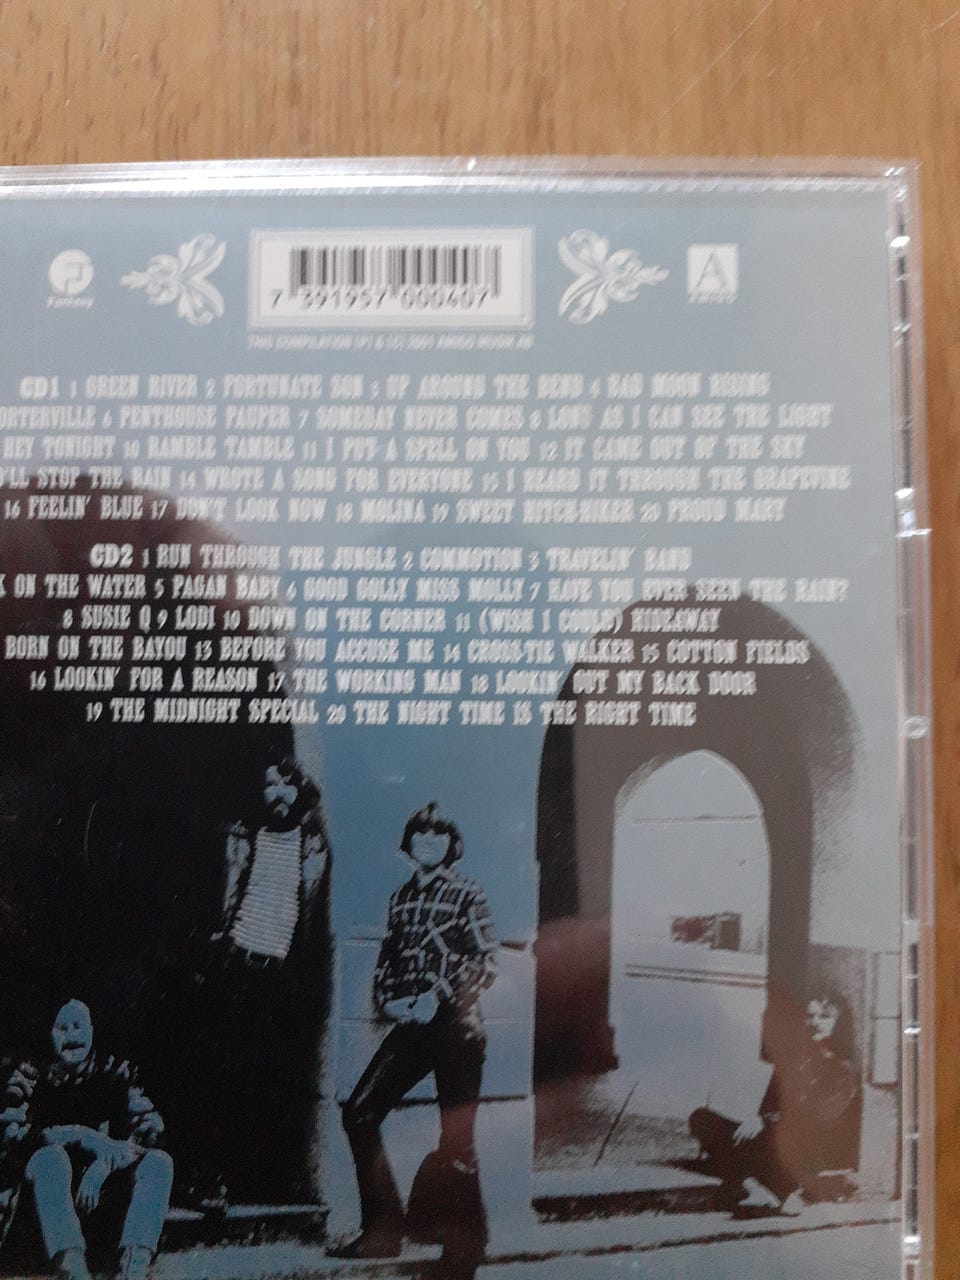 Fantasy
AMIGO
7 391957 000407
THIS COMPILATION (P) & (C) 2001 AMIGO MUSIC AB
CD1 1 GREEN RIVER 2 FORTUNATE SON 3 UP AROUND THE BEND 4 BAD MOON RISING
ORTERVILLE 6 PENTHOUSE PAUPER 7 SOMEDAY NEVER COMES 8 LONG AS I CAN SEE THE LIGHT
HEY TONIGHT 10 RAMBLE TAMBLE 11 I PUT A SPELL ON YOU 12 IT CAME OUT OF THE SKY
'LL STOP THE RAIN 14 WROTE A SONG FOR EVERYONE 15 I HEARD IT THROUGH THE GRAPEVINE
16 FEELIN' BLUE 17 DON'T LOOK NOW 18 MOLINA 19 SWEET HITCH-HIKER 20 PROUD MARY
CD2 1 RUN THROUGH THE JUNGLE 2 COMMOTION 3 TRAVELIN' BAND
K ON THE WATER 5 PAGAN BABY 6 GOOD GOLLY MISS MOLLY 7 HAVE YOU EVER SEEN THE RAIN?
8 SUSIE Q 9 LODI 10 DOWN ON THE CORNER 11 (WISH I COULD) HIDEAWAY
BORN ON THE BAYOU 13 BEFORE YOU ACCUSE ME 14 CROSS-TIE WALKER 15 COTTON FIELDS
16 LOOKIN' FOR A REASON 17 THE WORKING MAN 18 LOOKIN' OUT MY BACK DOOR
19 THE MIDNIGHT SPECIAL 20 THE NIGHT TIME IS THE RIGHT TIME